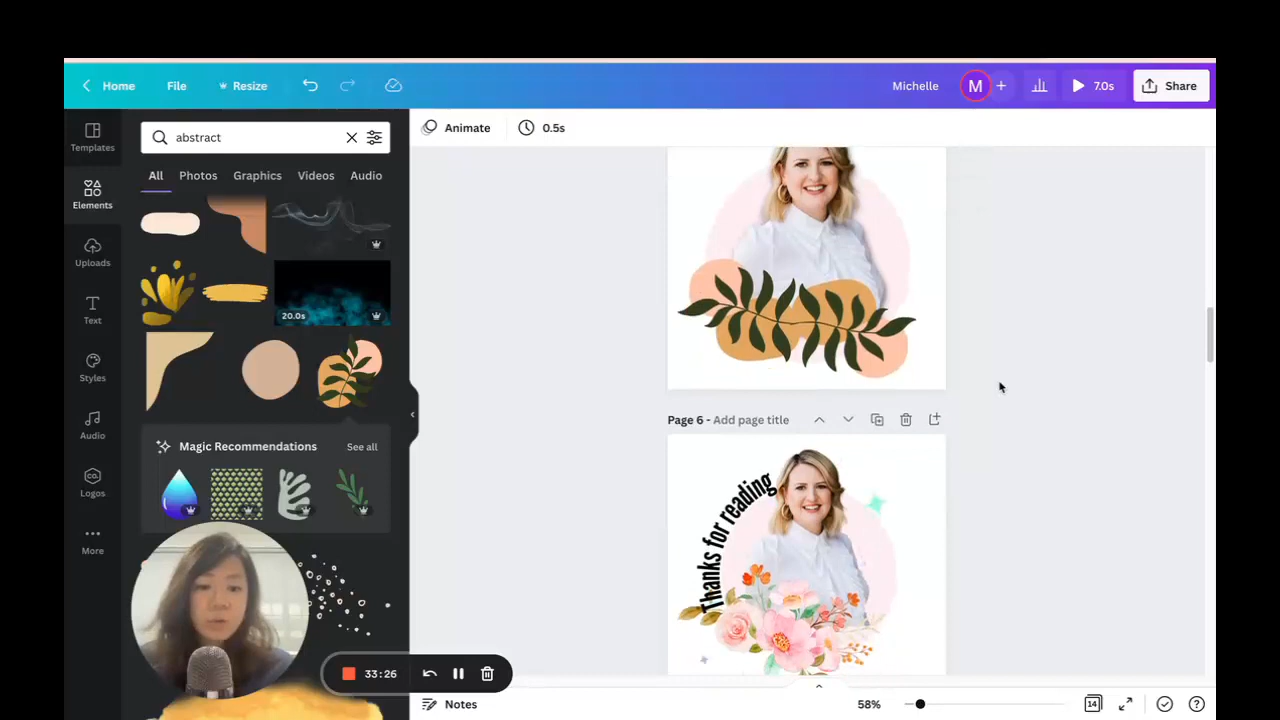 Home File Resize Michelle M 7.0s Share
Templates
Elements
Uploads
Text
Styles
Audio
co.
Logos
More
abstract
All Photos Graphics Videos Audio
20.0s
Magic Recommendations See all
Animate 0.5s
Page 6 - Add page title
Thanks for reading
33:26
Notes 58% 14